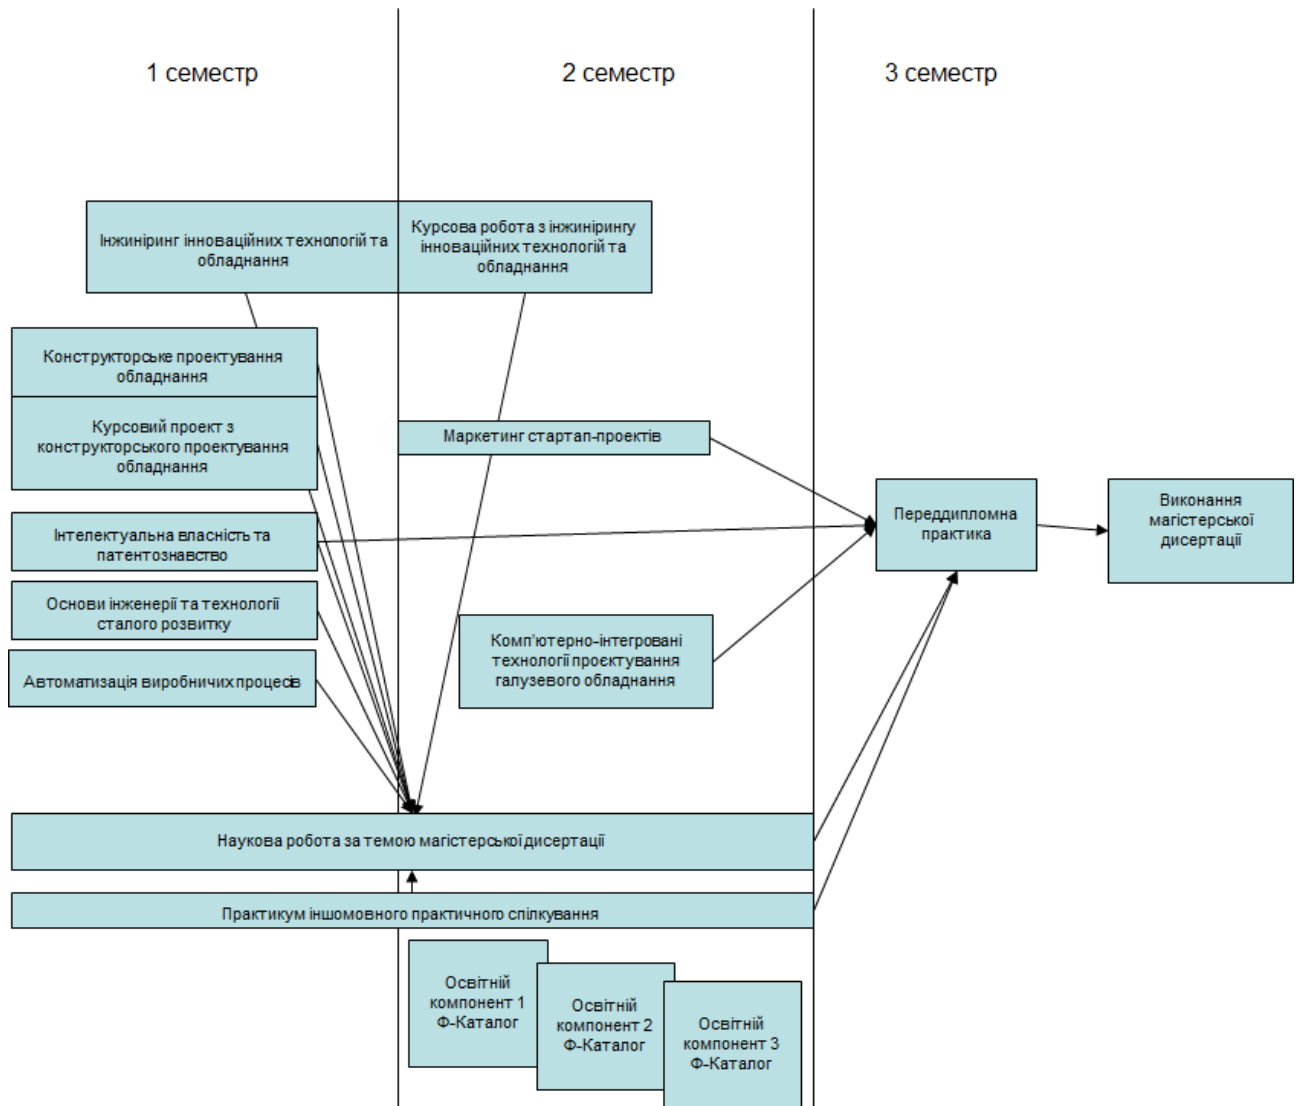 1 семестр
2 семестр
3 семестр
Інжиніринг інноваційних технологій та
обладнання
Курсова робота з інжинірингу
інноваційних технологій та
обладнання
Конструкторське проектування
обладнання
Курсовий проект з
конструкторського проектування
обладнання
Маркетинг стартап-проектів
Інтелектуальна власність та
патентознавство
Переддипломна
практика
Виконання
магістерської
дисертації
Основи інженерії та технології
сталого розвитку
Комп'ютерно-інтегровані
технології проєктування
галузевого обладнання
Автоматизація виробничих процесів
Наукова робота за темою магістерської дисертації
Практикум іншомовного практичного спілкування
Освітній
компонент 1
Ф-Каталог
Освітній
компонент 2
Ф-Каталог
Освітній
компонент 3
Ф-Каталог